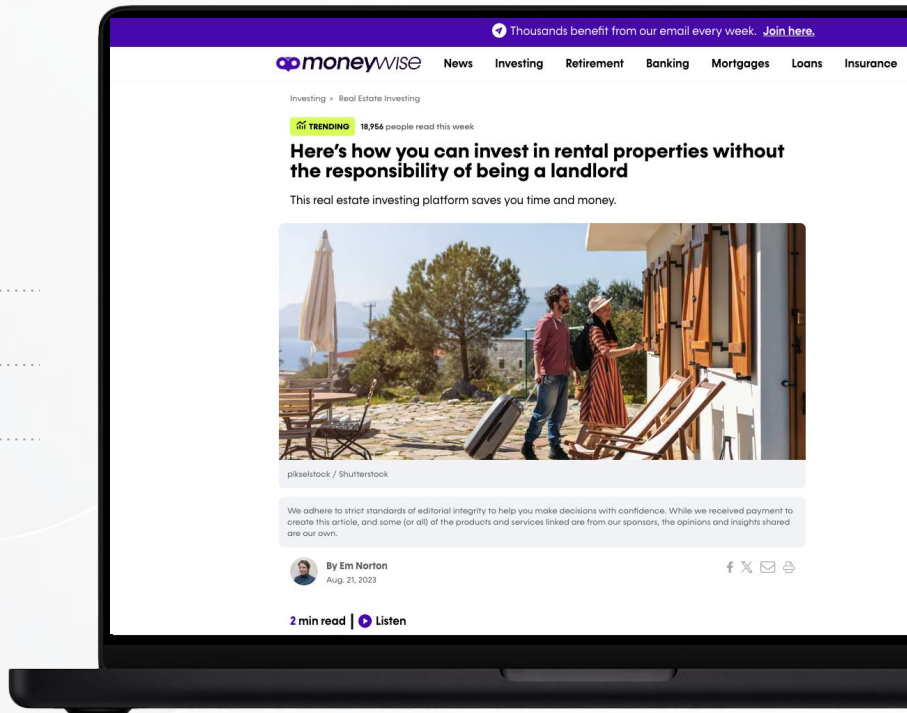 Thousands benefit from our email every week. Join here.
moneywise News Investing Retirement Banking Mortgages Loans Insurance
Investing > Real Estate Investing
TRENDING 18,956 people read this week
Here's how you can invest in rental properties without
the responsibility of being a landlord
This real estate investing platform saves you time and money.
pikselstock / Shutterstock
We adhere to strict standards of editorial integrity to help you make decisions with confidence. While we received payment to
create this article, and some (or all) of the products and services linked are from our sponsors, the opinions and insights shared
are our own.
By Em Norton
Aug. 21, 2023
2 min read | Listen